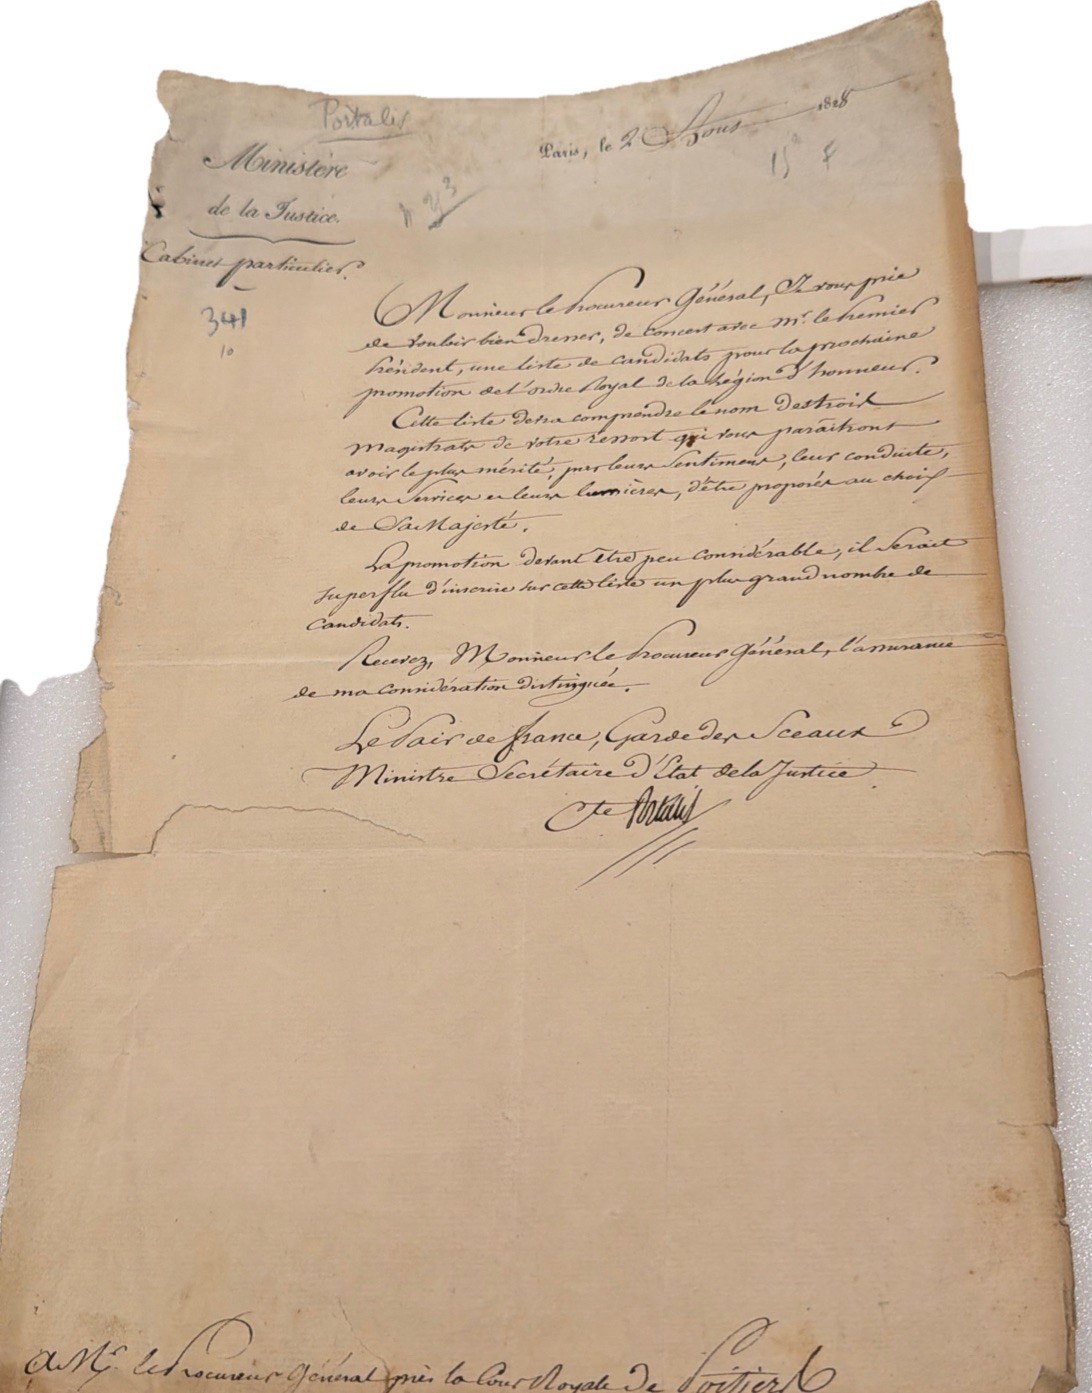 Portalis
Ministère
de la Justice.
Cabinet particulier.
341
10
Paris, le 2 Aout 1828
15 F
Monsieur le Procureur Général, Je vous prie
de vouloir bien dresser, de concert avec Mr. le Premier
Président, une liste de candidats pour la prochaine
promotion de l'ordre Royal de la Légion d'honneur.
Cette liste devra comprendre le nom des trois
magistrats de votre ressort qui vous paraîtront
avoir le plus mérité, par leurs sentimens, leur conduite,
leurs services et leurs lumières, d'être proposés au choix
de Sa Majesté.
La promotion devant être peu considérable, il serait
superflu d'inscrire sur cette liste un plus grand nombre de
candidats.
Recevez, Monsieur le Procureur Général, l'assurance
de ma considération distinguée.
Le Pair de france, Garde des Sceaux
Ministre Secrétaire d'Etat de la Justice.
Cte Portalis
A Mr. le Procureur Général près la Cour Royale de Poitiers